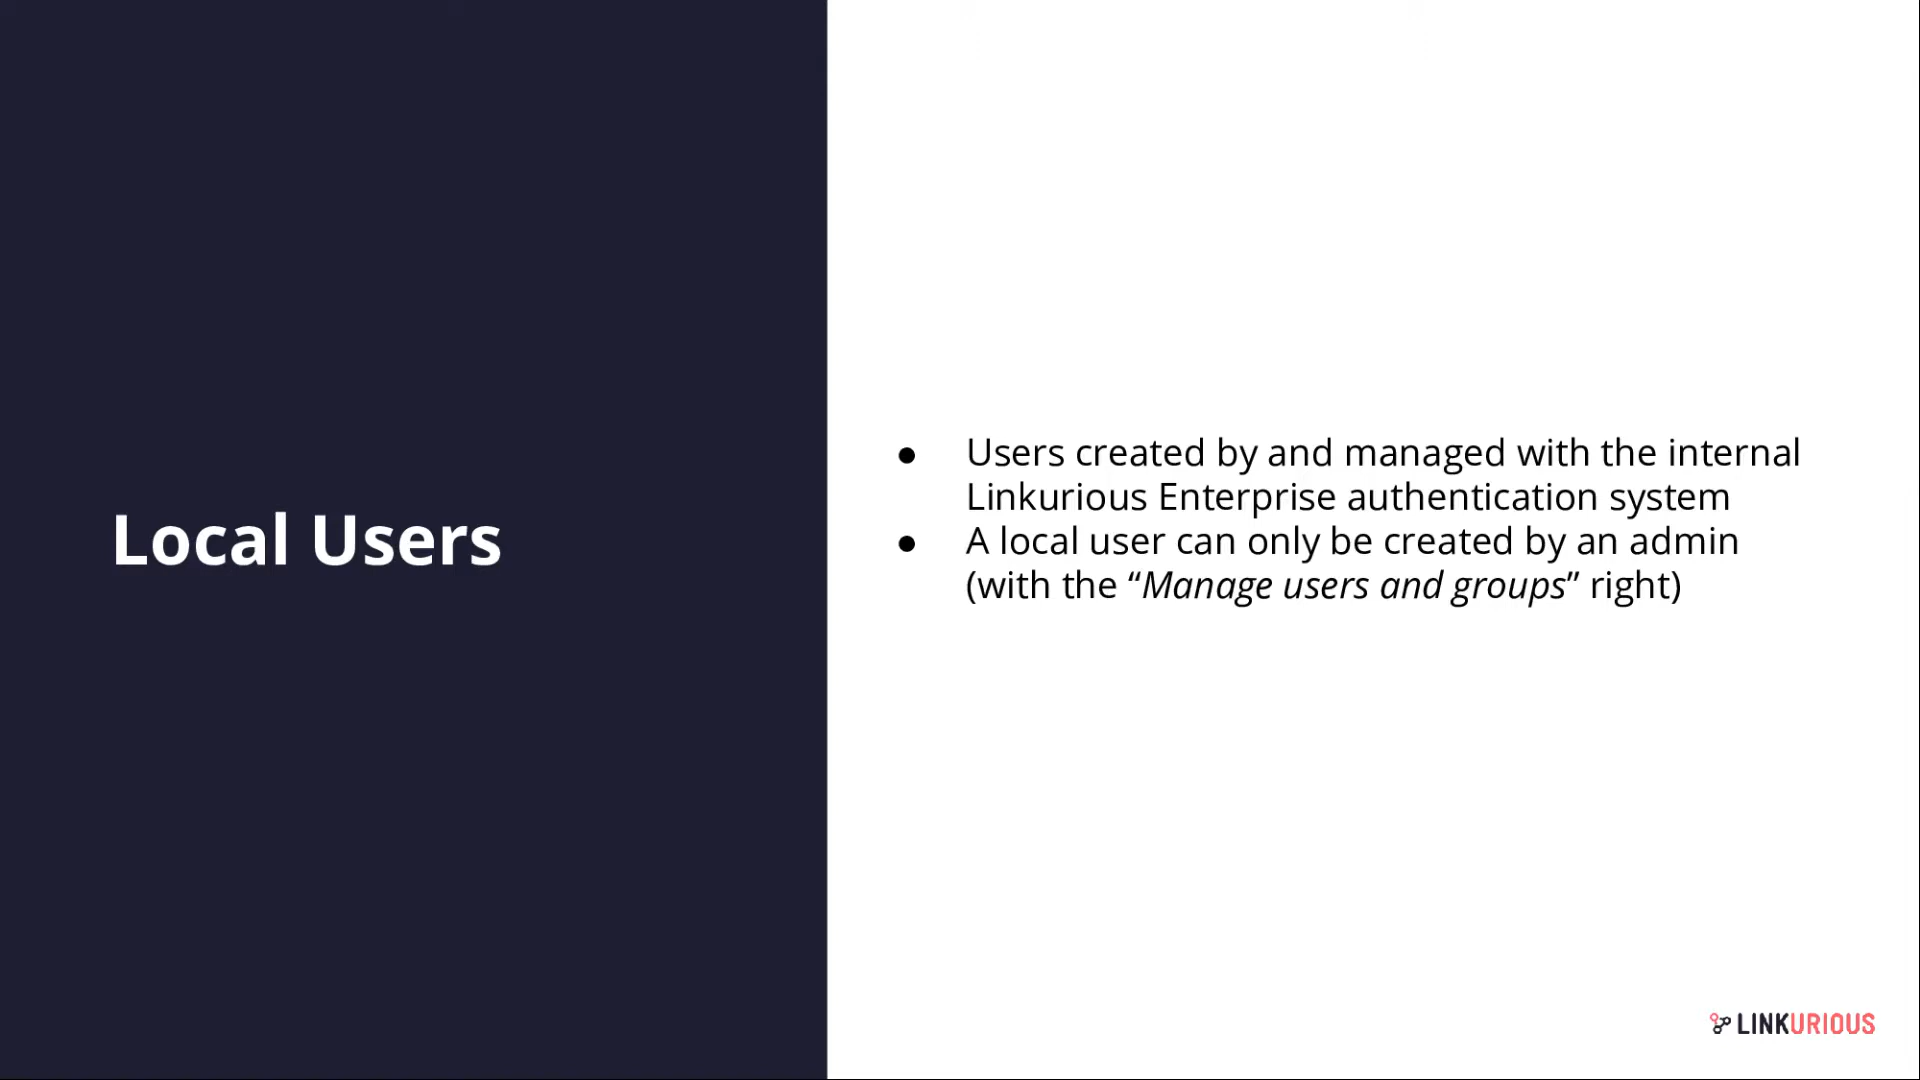 Local Users
● Users created by and managed with the internal
Linkurious Enterprise authentication system
● A local user can only be created by an admin
(with the “Manage users and groups” right)
LINKURIOUS